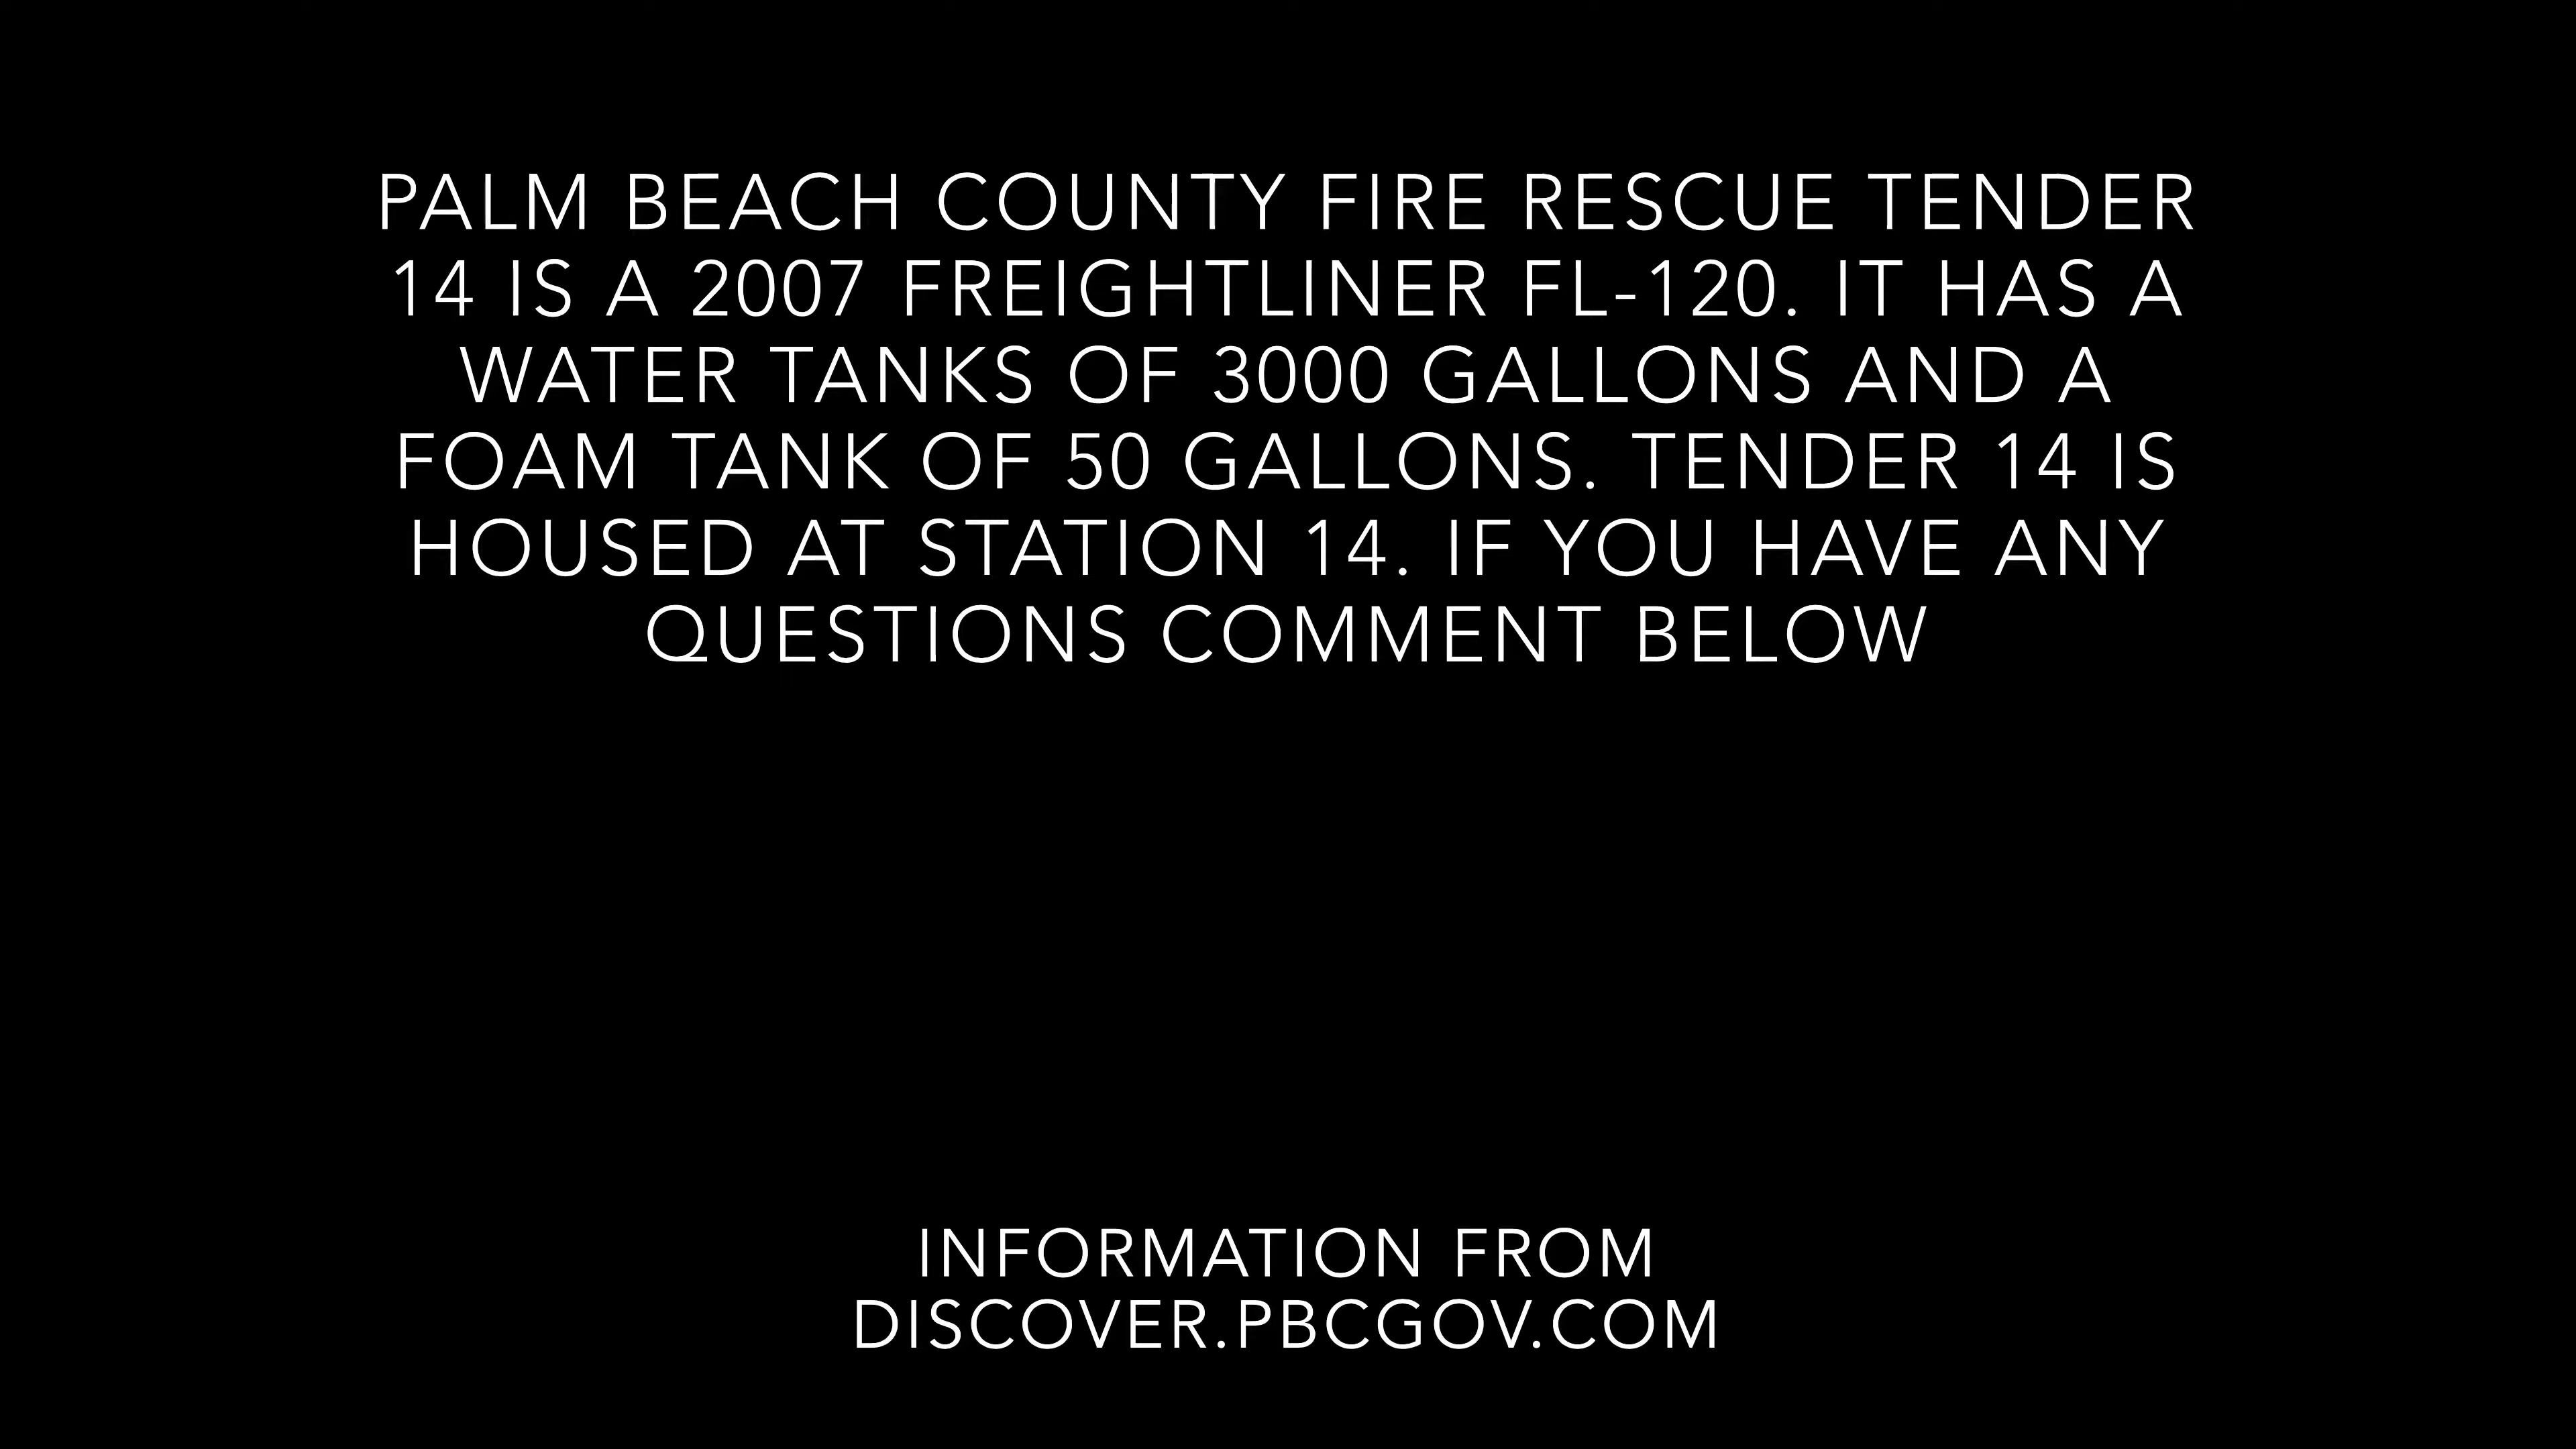 PALM BEACH COUNTY FIRE RESCUE TENDER
14 IS A 2007 FREIGHTLINER FL-120. IT HAS A
WATER TANKS OF 3000 GALLONS AND A
FOAM TANK OF 50 GALLONS. TENDER 14 IS
HOUSED AT STATION 14. IF YOU HAVE ANY
QUESTIONS COMMENT BELOW
INFORMATION FROM
DISCOVER.PBCGOV.COM